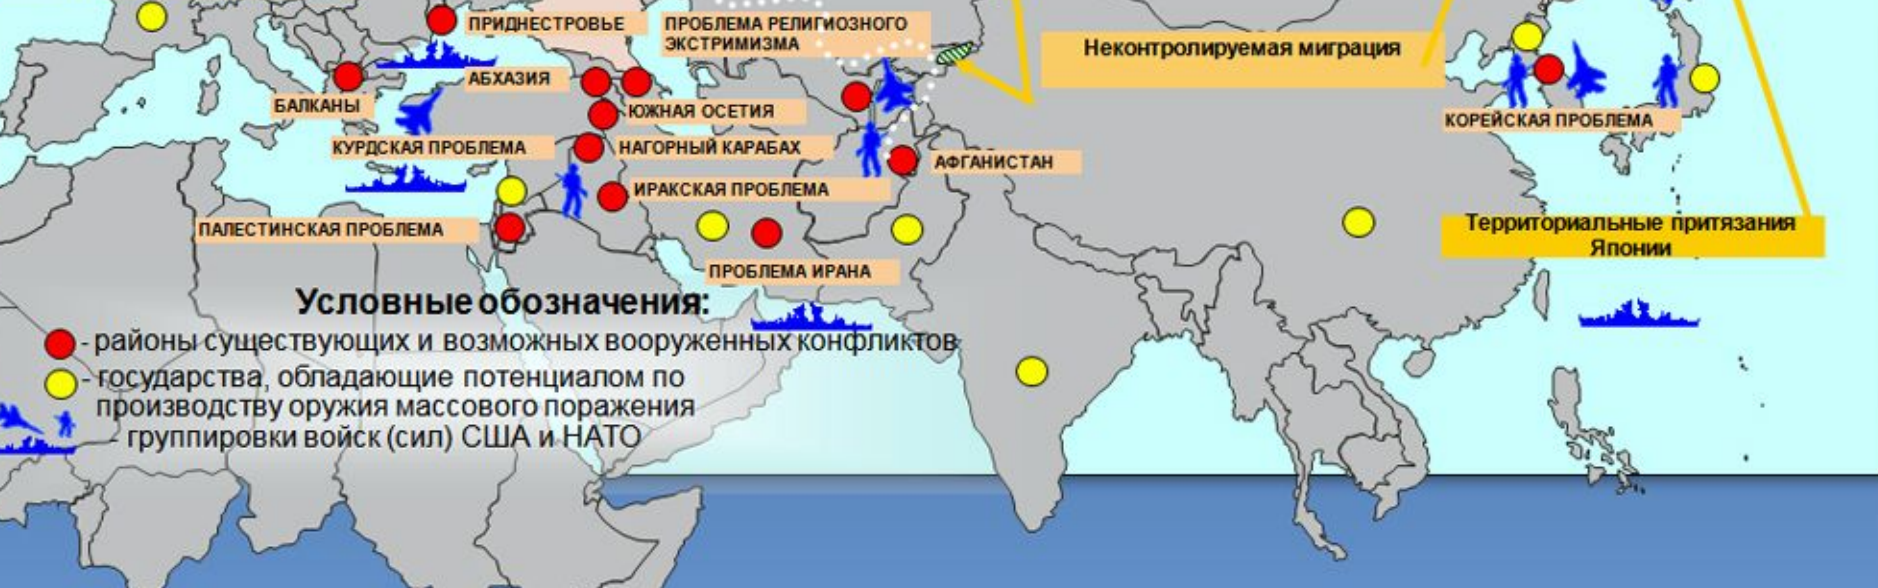 ПРИДНЕСТРОВЬЕ
ПРОБЛЕМА РЕЛИГИОЗНОГО
ЭКСТРИМИЗМА
Неконтролируемая миграция
АБХАЗИЯ
БАЛКАНЫ
ЮЖНАЯ ОСЕТИЯ
КОРЕЙСКАЯ ПРОБЛЕМА
КУРДСКАЯ ПРОБЛЕМА
НАГОРНЫЙ КАРАБАХ
АФГАНИСТАН
ИРАКСКАЯ ПРОБЛЕМА
ПАЛЕСТИНСКАЯ ПРОБЛЕМА
Территориальные притязания
Японии
ПРОБЛЕМА ИРАНА
Условные обозначения:
- районы существующих и возможных вооруженных конфликтов
- государства, обладающие потенциалом по
производству оружия массового поражения
- группировки войск (сил) США и НАТО